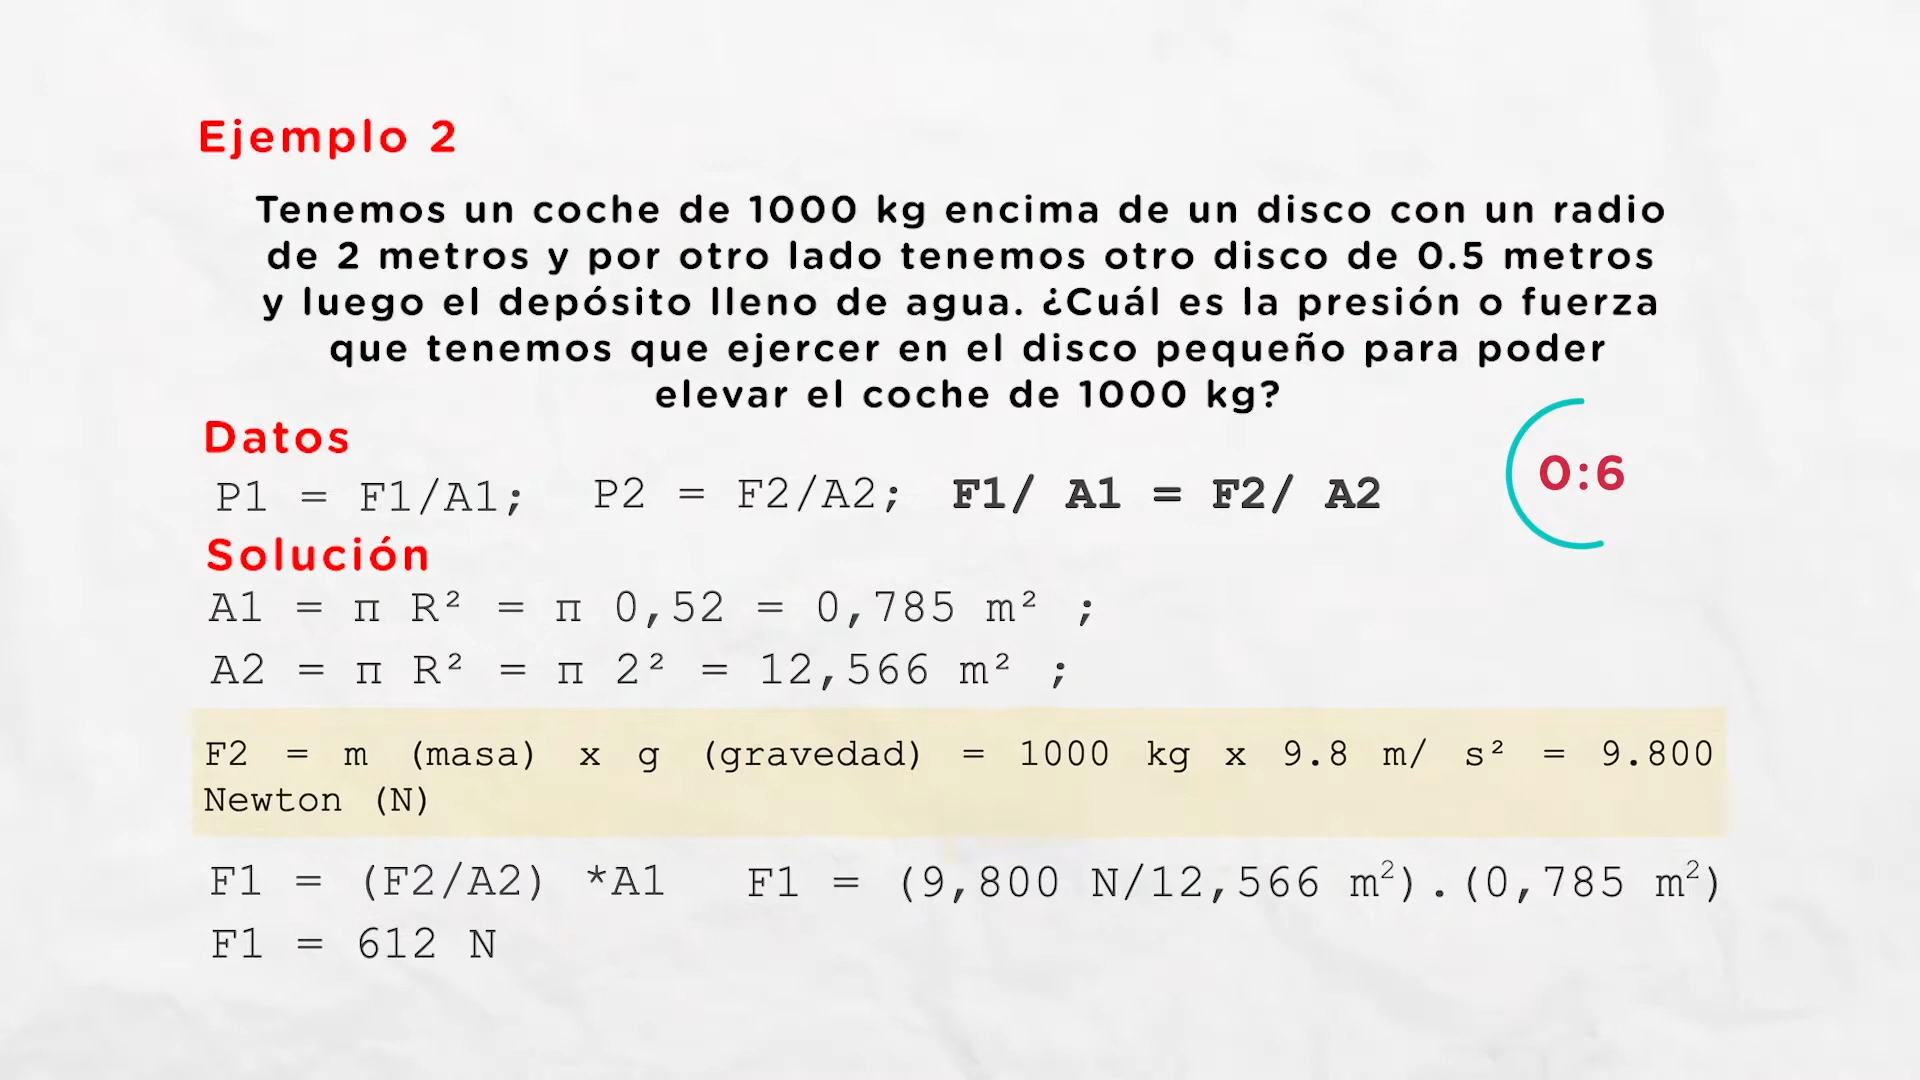 Ejemplo 2
Tenemos un coche de 1000 kg encima de un disco con un radio
de 2 metros y por otro lado tenemos otro disco de 0.5 metros
y luego el depósito lleno de agua. ¿Cuál es la presión o fuerza
que tenemos que ejercer en el disco pequeño para poder
elevar el coche de 1000 kg?
Datos
P1 = F1/A1; P2 = F2/A2; F1/ A1 = F2/ A2
0:6
Solución
A1 = π R² = π 0,52 = 0,785 m² ;
A2 = π R² = π 2² = 12,566 m² ;
F2 = m (masa) x g (gravedad) = 1000 kg x 9.8 m/ s² = 9.800
Newton (N)
F1 = (F2/A2) *A1 F1 = (9,800 N/12,566 m²).(0,785 m²)
F1 = 612 N